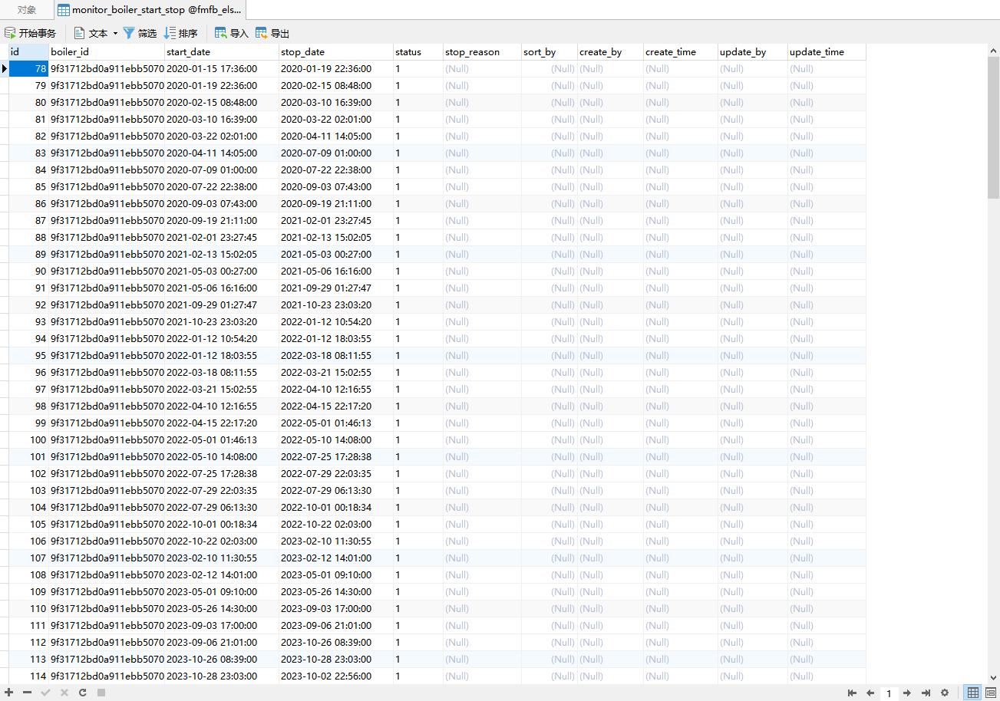 对象 monitor_boiler_start_stop @fmfb_els...
开始事务 文本 筛选 排序 导入 导出
id boiler_id start_date stop_date status stop_reason sort_by create_by create_time update_by update_time
78 9f31712bd0a911ebb5070 2020-01-15 17:36:00 2020-01-19 22:36:00 1 (Null) (Null) (Null) (Null) (Null) (Null)
79 9f31712bd0a911ebb5070 2020-01-19 22:36:00 2020-02-15 08:48:00 1 (Null) (Null) (Null) (Null) (Null) (Null)
80 9f31712bd0a911ebb5070 2020-02-15 08:48:00 2020-03-10 16:39:00 1 (Null) (Null) (Null) (Null) (Null) (Null)
81 9f31712bd0a911ebb5070 2020-03-10 16:39:00 2020-03-22 02:01:00 1 (Null) (Null) (Null) (Null) (Null) (Null)
82 9f31712bd0a911ebb5070 2020-03-22 02:01:00 2020-04-11 14:05:00 1 (Null) (Null) (Null) (Null) (Null) (Null)
83 9f31712bd0a911ebb5070 2020-04-11 14:05:00 2020-07-09 01:00:00 1 (Null) (Null) (Null) (Null) (Null) (Null)
84 9f31712bd0a911ebb5070 2020-07-09 01:00:00 2020-07-22 22:38:00 1 (Null) (Null) (Null) (Null) (Null) (Null)
85 9f31712bd0a911ebb5070 2020-07-22 22:38:00 2020-09-03 07:43:00 1 (Null) (Null) (Null) (Null) (Null) (Null)
86 9f31712bd0a911ebb5070 2020-09-03 07:43:00 2020-09-19 21:11:00 1 (Null) (Null) (Null) (Null) (Null) (Null)
87 9f31712bd0a911ebb5070 2020-09-19 21:11:00 2021-02-01 23:27:45 1 (Null) (Null) (Null) (Null) (Null) (Null)
88 9f31712bd0a911ebb5070 2021-02-01 23:27:45 2021-02-13 15:02:05 1 (Null) (Null) (Null) (Null) (Null) (Null)
89 9f31712bd0a911ebb5070 2021-02-13 15:02:05 2021-05-03 00:27:00 1 (Null) (Null) (Null) (Null) (Null) (Null)
90 9f31712bd0a911ebb5070 2021-05-03 00:27:00 2021-05-06 16:16:00 1 (Null) (Null) (Null) (Null) (Null) (Null)
91 9f31712bd0a911ebb5070 2021-05-06 16:16:00 2021-09-29 01:27:47 1 (Null) (Null) (Null) (Null) (Null) (Null)
92 9f31712bd0a911ebb5070 2021-09-29 01:27:47 2021-10-23 23:03:20 1 (Null) (Null) (Null) (Null) (Null) (Null)
93 9f31712bd0a911ebb5070 2021-10-23 23:03:20 2022-01-12 10:54:20 1 (Null) (Null) (Null) (Null) (Null) (Null)
94 9f31712bd0a911ebb5070 2022-01-12 10:54:20 2022-01-12 18:03:55 1 (Null) (Null) (Null) (Null) (Null) (Null)
95 9f31712bd0a911ebb5070 2022-01-12 18:03:55 2022-03-18 08:11:55 1 (Null) (Null) (Null) (Null) (Null) (Null)
96 9f31712bd0a911ebb5070 2022-03-18 08:11:55 2022-03-21 15:02:55 1 (Null) (Null) (Null) (Null) (Null) (Null)
97 9f31712bd0a911ebb5070 2022-03-21 15:02:55 2022-04-10 12:16:55 1 (Null) (Null) (Null) (Null) (Null) (Null)
98 9f31712bd0a911ebb5070 2022-04-10 12:16:55 2022-04-15 22:17:20 1 (Null) (Null) (Null) (Null) (Null) (Null)
99 9f31712bd0a911ebb5070 2022-04-15 22:17:20 2022-05-01 01:46:13 1 (Null) (Null) (Null) (Null) (Null) (Null)
100 9f31712bd0a911ebb5070 2022-05-01 01:46:13 2022-05-10 14:08:00 1 (Null) (Null) (Null) (Null) (Null) (Null)
101 9f31712bd0a911ebb5070 2022-05-10 14:08:00 2022-07-25 17:28:38 1 (Null) (Null) (Null) (Null) (Null) (Null)
102 9f31712bd0a911ebb5070 2022-07-25 17:28:38 2022-07-29 22:03:35 1 (Null) (Null) (Null) (Null) (Null) (Null)
103 9f31712bd0a911ebb5070 2022-07-29 22:03:35 2022-07-29 06:13:30 1 (Null) (Null) (Null) (Null) (Null) (Null)
104 9f31712bd0a911ebb5070 2022-07-29 06:13:30 2022-10-01 00:18:34 1 (Null) (Null) (Null) (Null) (Null) (Null)
105 9f31712bd0a911ebb5070 2022-10-01 00:18:34 2022-10-22 02:03:00 1 (Null) (Null) (Null) (Null) (Null) (Null)
106 9f31712bd0a911ebb5070 2022-10-22 02:03:00 2023-02-10 11:30:55 1 (Null) (Null) (Null) (Null) (Null) (Null)
107 9f31712bd0a911ebb5070 2023-02-10 11:30:55 2023-02-12 14:01:00 1 (Null) (Null) (Null) (Null) (Null) (Null)
108 9f31712bd0a911ebb5070 2023-02-12 14:01:00 2023-05-01 09:10:00 1 (Null) (Null) (Null) (Null) (Null) (Null)
109 9f31712bd0a911ebb5070 2023-05-01 09:10:00 2023-05-26 14:30:00 1 (Null) (Null) (Null) (Null) (Null) (Null)
110 9f31712bd0a911ebb5070 2023-05-26 14:30:00 2023-09-03 17:00:00 1 (Null) (Null) (Null) (Null) (Null) (Null)
111 9f31712bd0a911ebb5070 2023-09-03 17:00:00 2023-09-06 21:01:00 1 (Null) (Null) (Null) (Null) (Null) (Null)
112 9f31712bd0a911ebb5070 2023-09-06 21:01:00 2023-10-26 08:39:00 1 (Null) (Null) (Null) (Null) (Null) (Null)
113 9f31712bd0a911ebb5070 2023-10-26 08:39:00 2023-10-28 23:03:00 1 (Null) (Null) (Null) (Null) (Null) (Null)
114 9f31712bd0a911ebb5070 2023-10-28 23:03:00 2023-10-02 22:56:00 1 (Null) (Null) (Null) (Null) (Null) (Null)
1